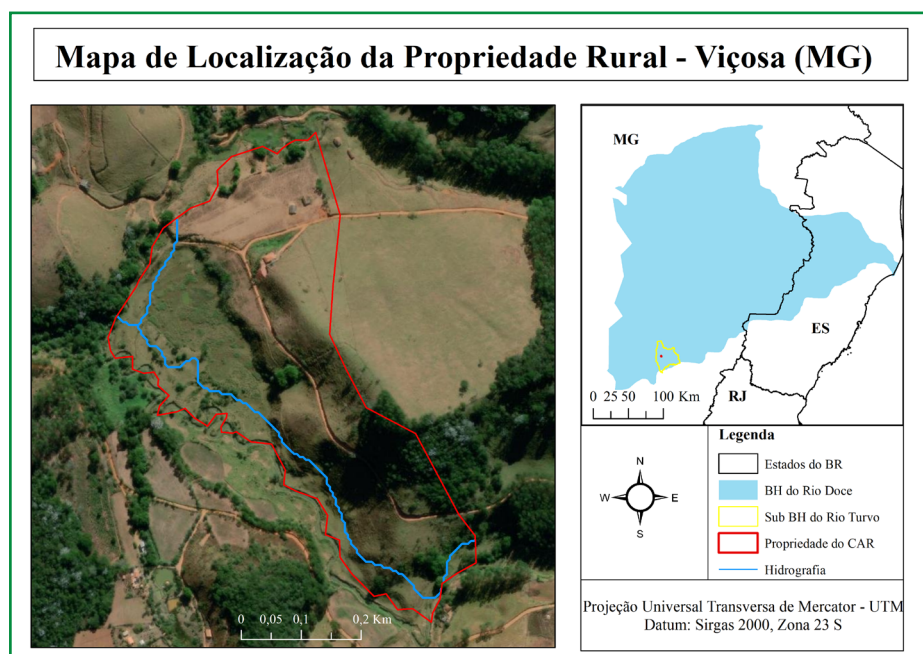 Mapa de Localização da Propriedade Rural - Viçosa (MG)
0 0,05 0,1 0,2 Km
MG
ES
RJ
0 25 50 100 Km
Legenda
Estados do BR
BH do Rio Doce
Sub BH do Rio Turvo
Propriedade do CAR
Hidrografia
N
W E
S
Projeção Universal Transversa de Mercator - UTM
Datum: Sirgas 2000, Zona 23 S